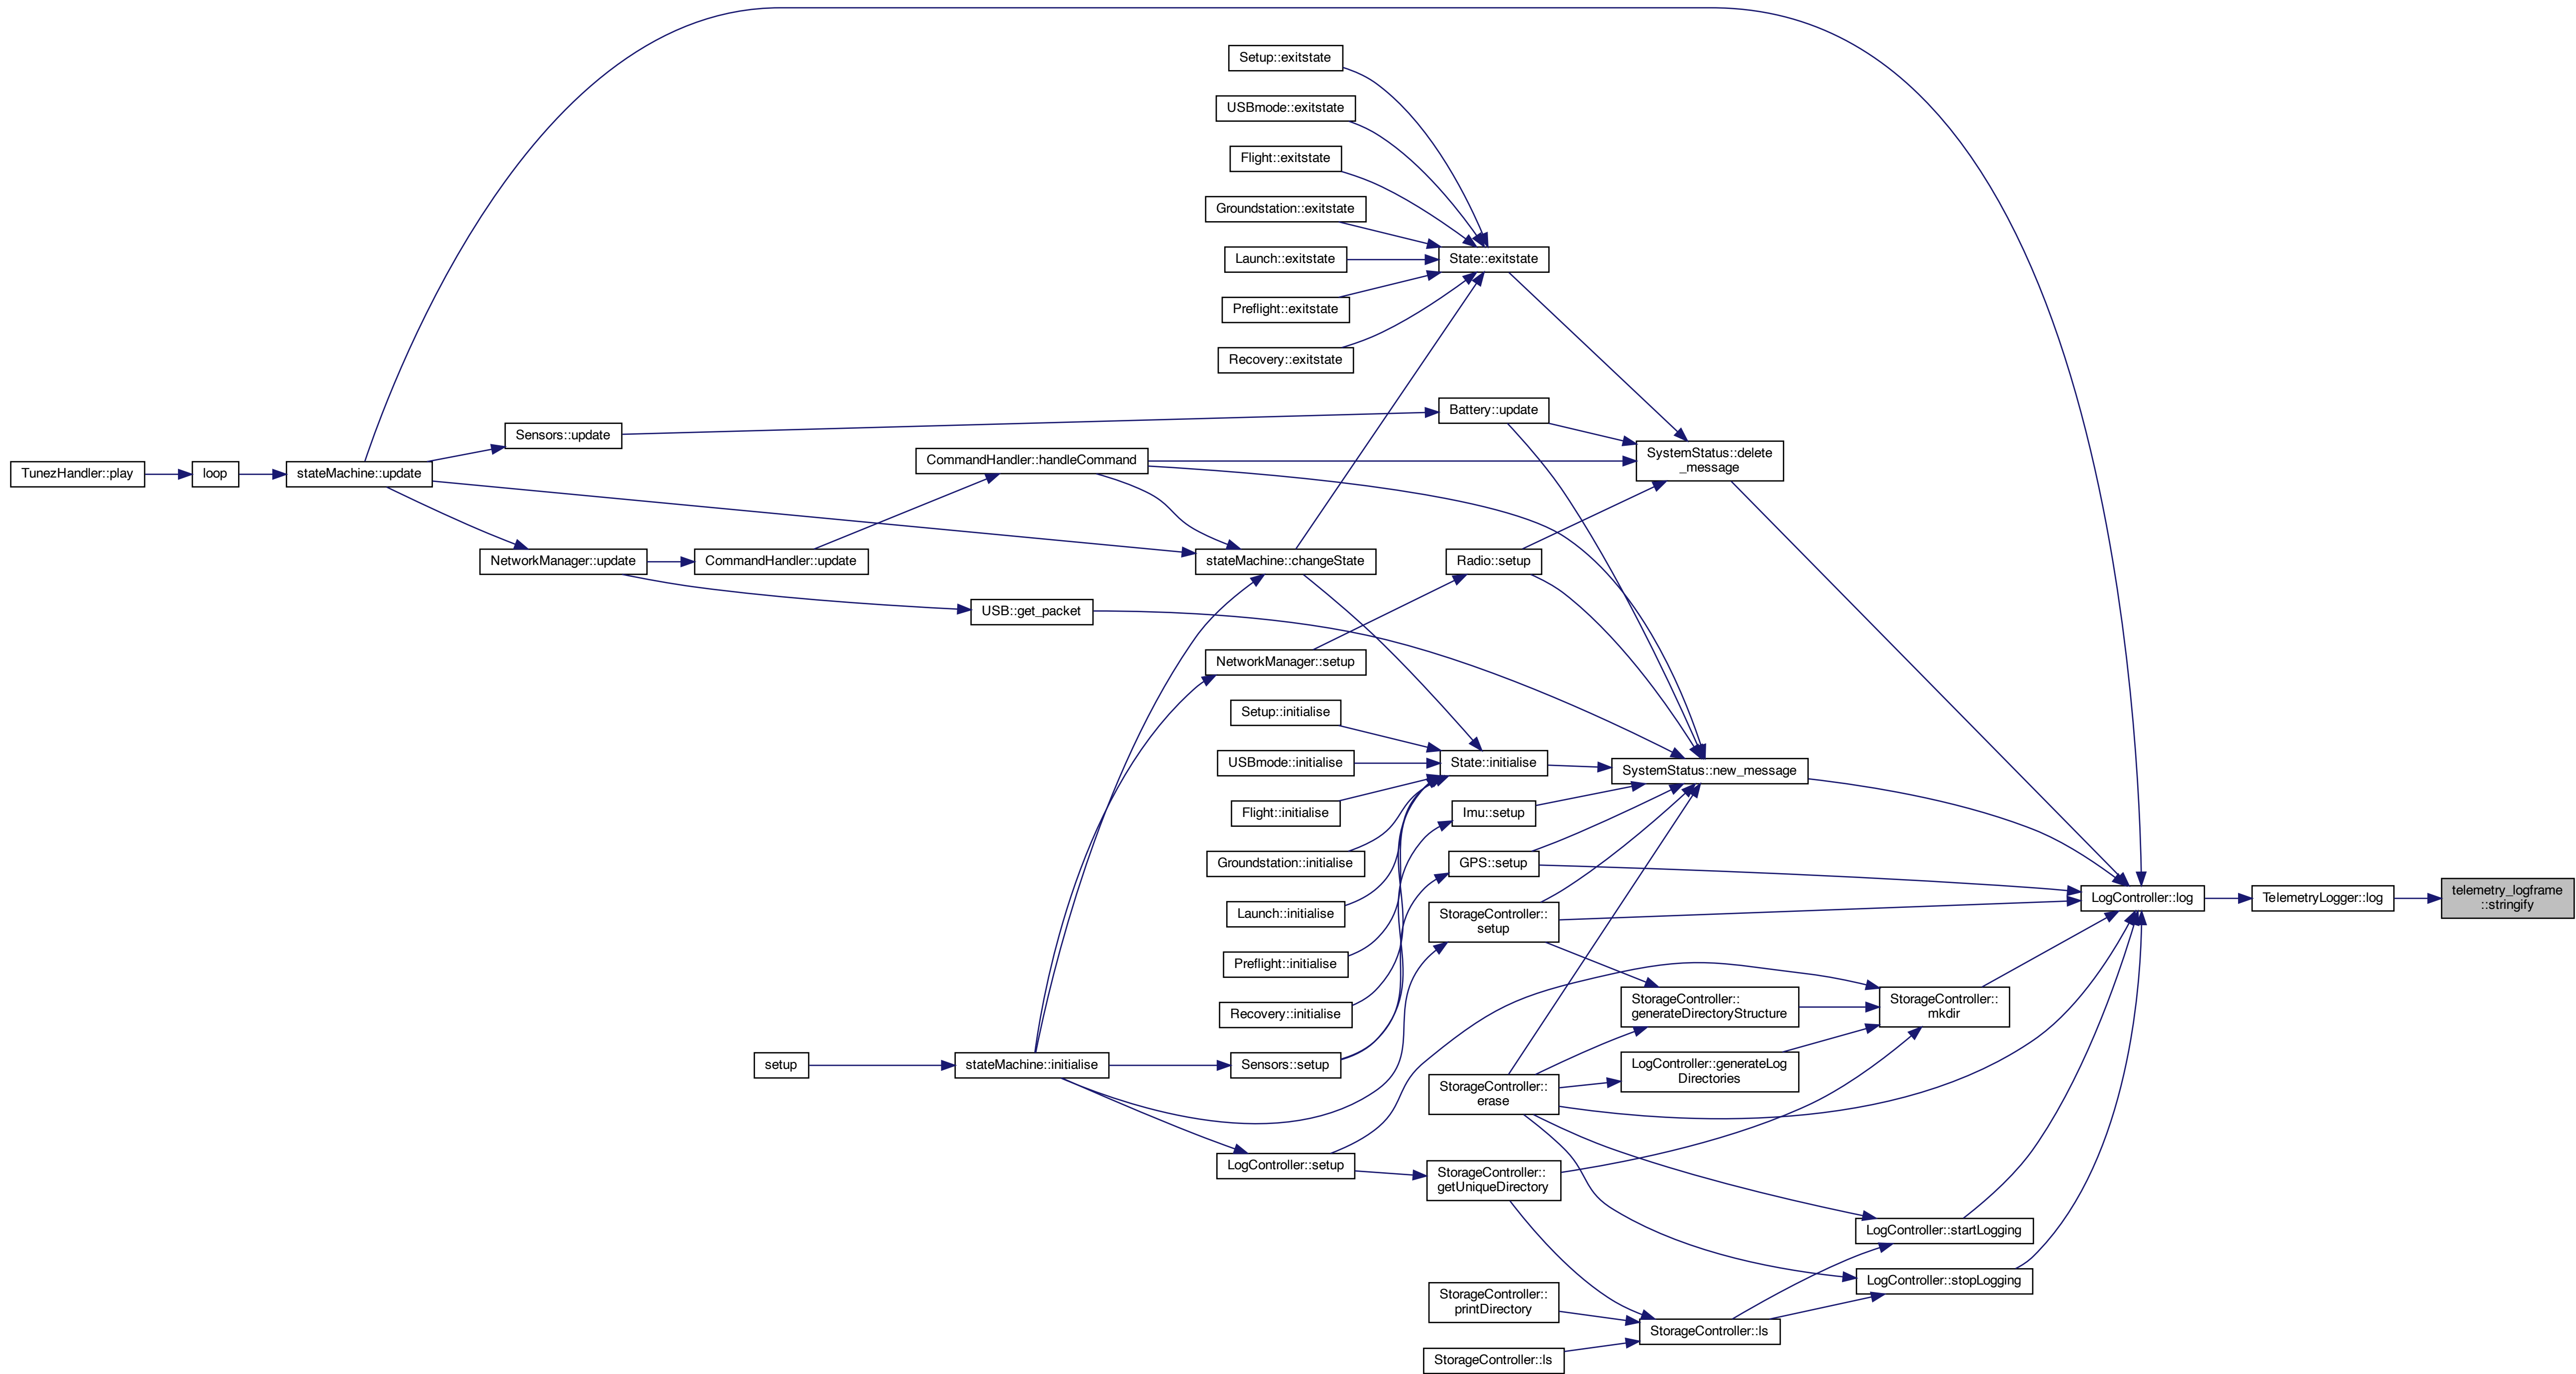 Setup::exitstate
USBmode::exitstate
Flight::exitstate
Groundstation::exitstate
State::exitstate
Launch::exitstate
Preflight::exitstate
Recovery::exitstate
Battery::update
Sensors::update
SystemStatus::delete
_message
CommandHandler::handleCommand
TunezHandler::play
loop
stateMachine::update
NetworkManager::update
CommandHandler::update
stateMachine::changeState
Radio::setup
USB::get_packet
NetworkManager::setup
Setup::initialise
USBmode::initialise
State::initialise
SystemStatus::new_message
Flight::initialise
Imu::setup
Groundstation::initialise
GPS::setup
LogController::log
TelemetryLogger::log
telemetry_logframe
::stringify
Launch::initialise
StorageController::
setup
Preflight::initialise
StorageController::
generateDirectoryStructure
StorageController::
mkdir
Recovery::initialise
setup
stateMachine::initialise
Sensors::setup
LogController::generateLog
Directories
StorageController::
erase
LogController::setup
StorageController::
getUniqueDirectory
LogController::startLogging
LogController::stopLogging
StorageController::
printDirectory
StorageController::ls
StorageController::ls